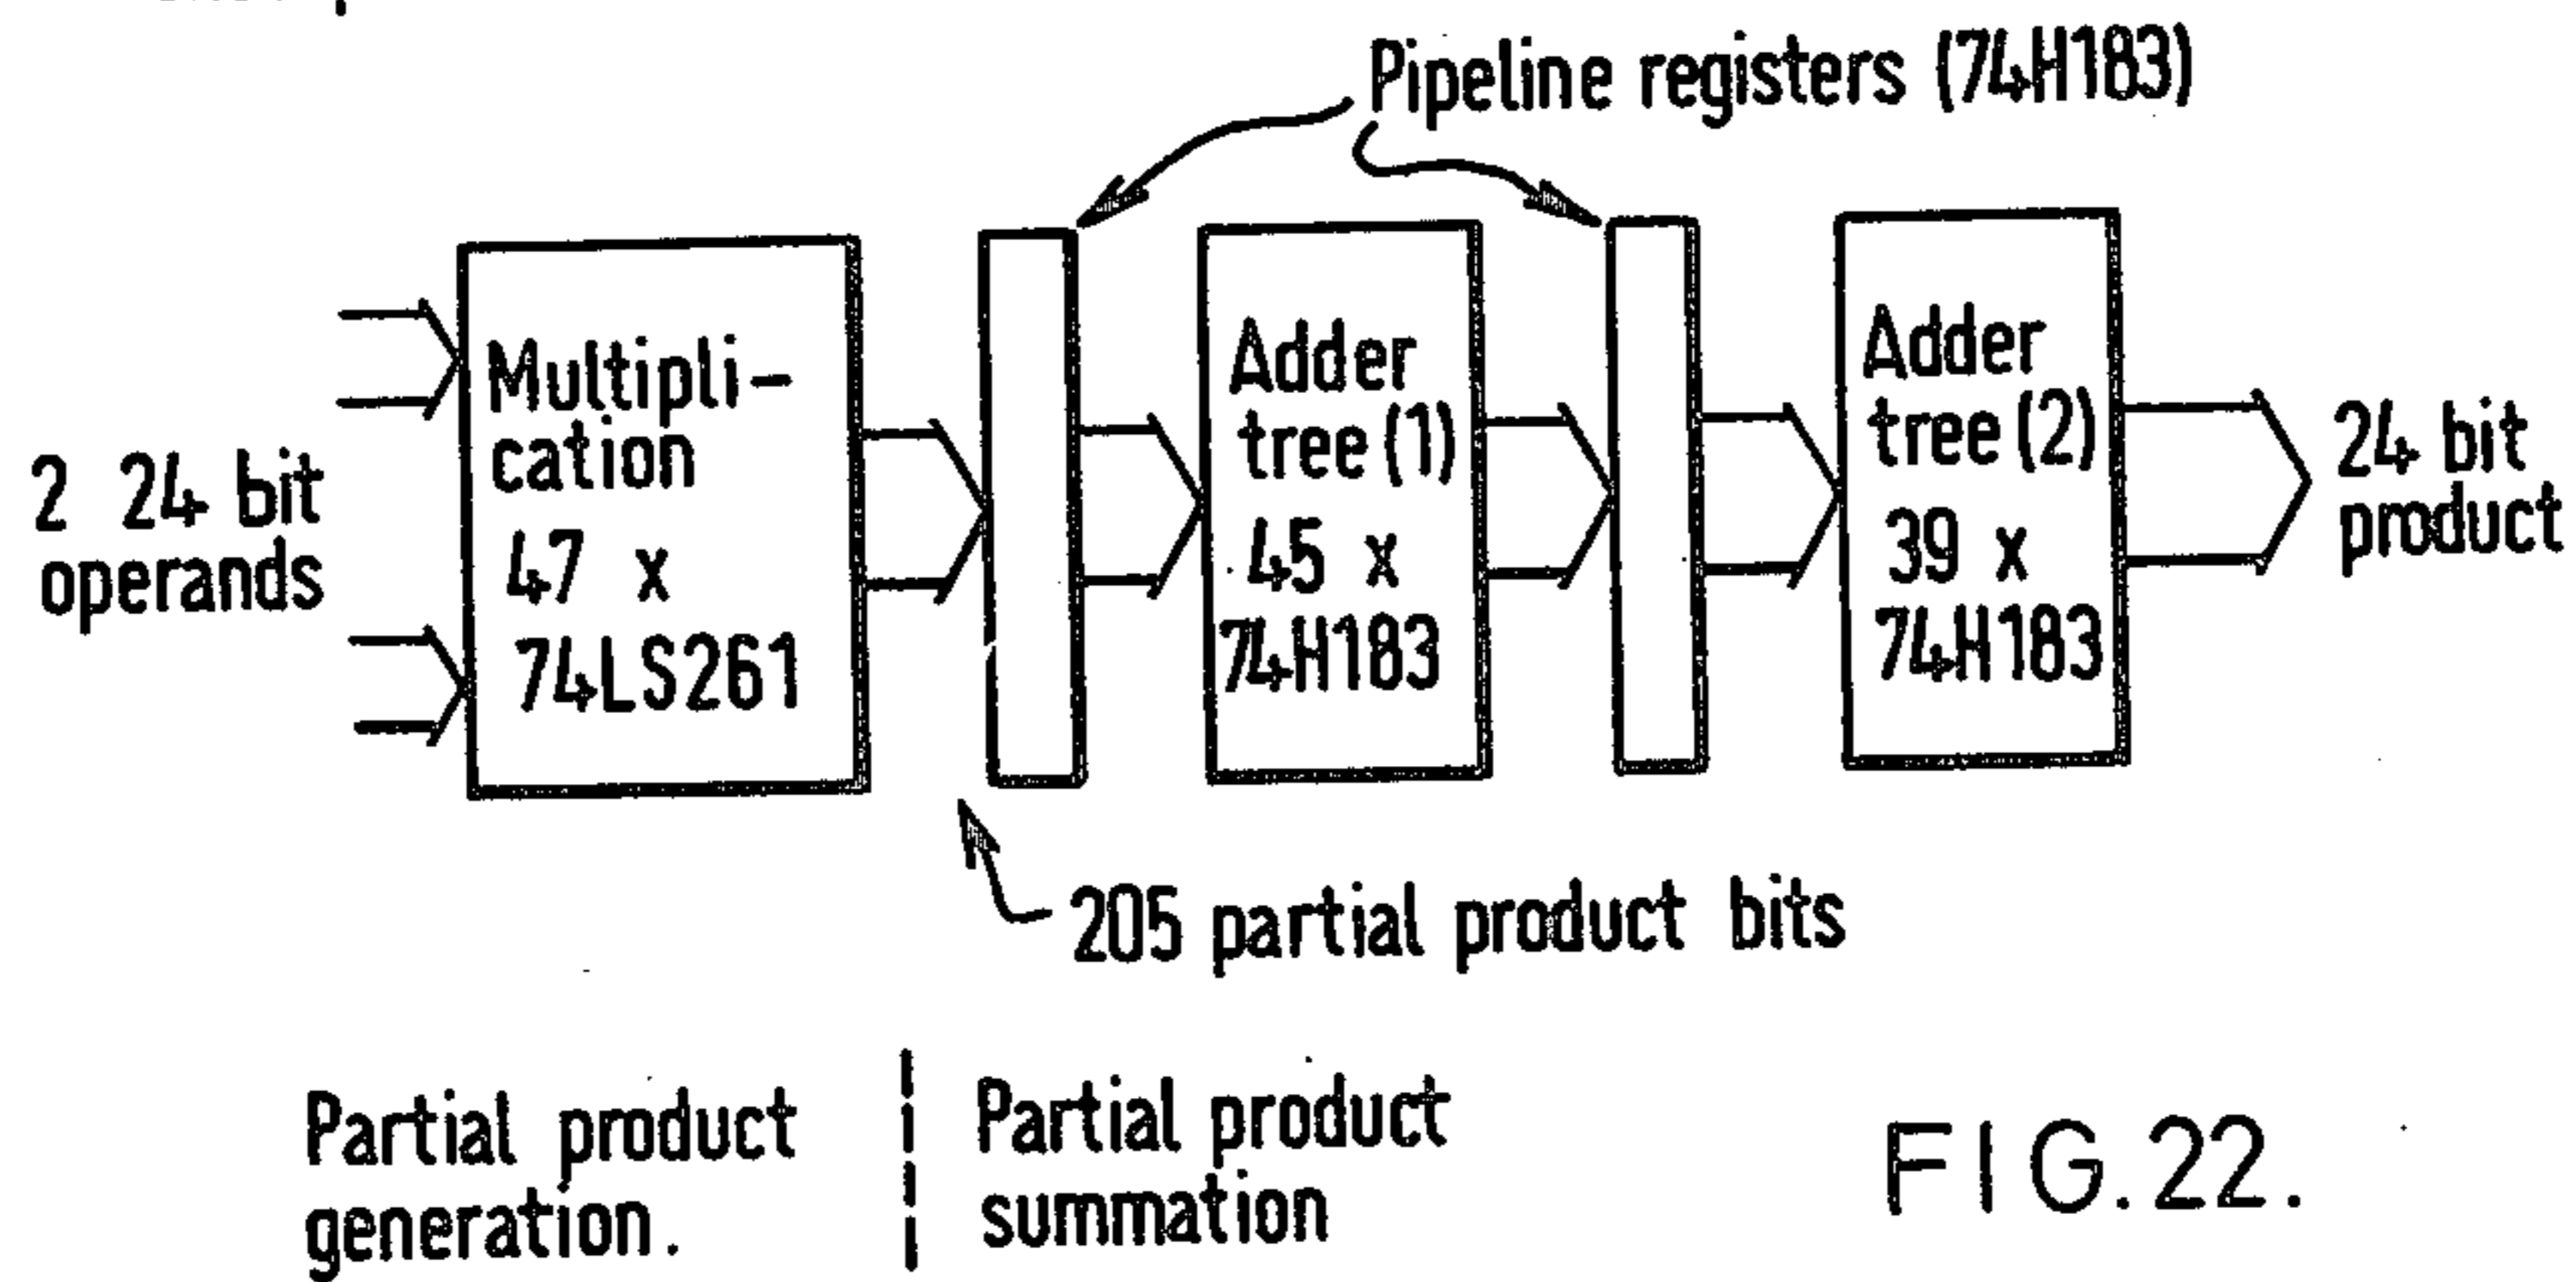 Pipeline registers (74H183)
2 24 bit
operands
Multipli-
cation
47 x
74LS261
Adder
tree (1)
45 x
74H183
Adder
tree (2)
39 x
74H183
24 bit
product
205 partial product bits
Partial product
generation.
Partial product
summation
FIG. 22.